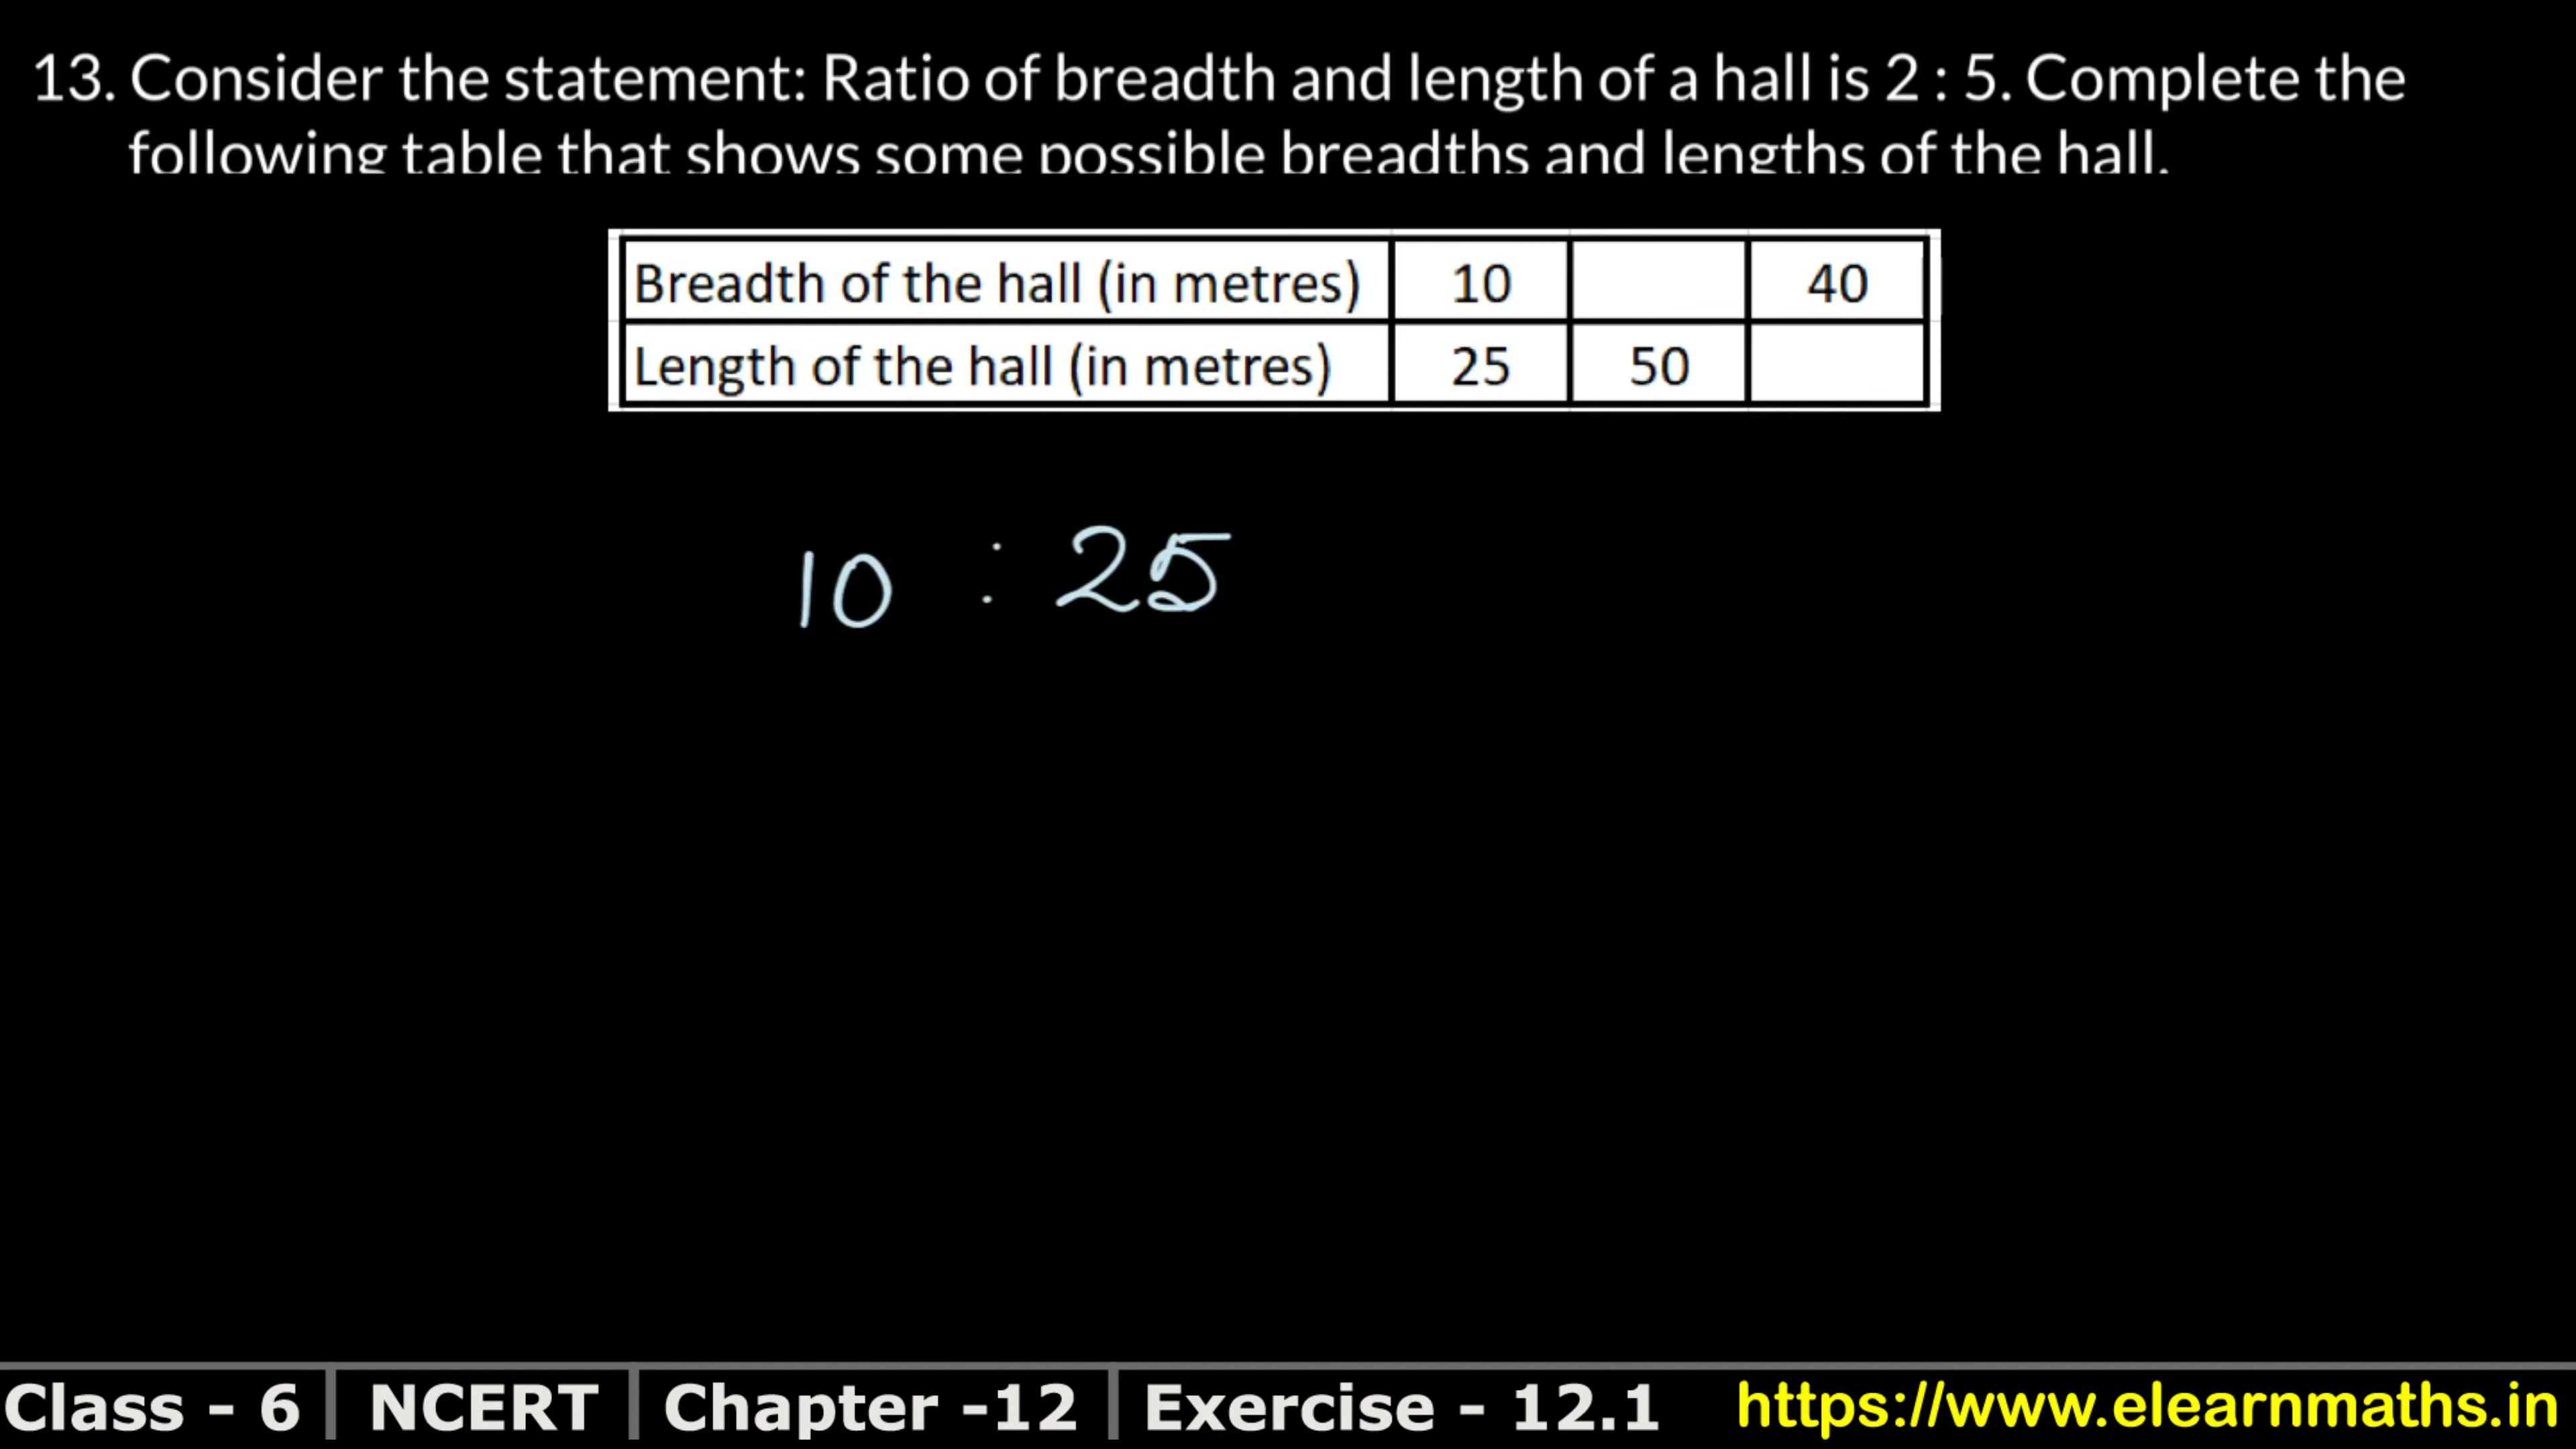 13. Consider the statement: Ratio of breadth and length of a hall is 2 : 5. Complete the
following table that shows some possible breadths and lengths of the hall.
Breadth of the hall (in metres) 10 40
Length of the hall (in metres) 25 50
10 : 25
Class - 6 NCERT Chapter -12 Exercise - 12.1 https://www.elearnmaths.in